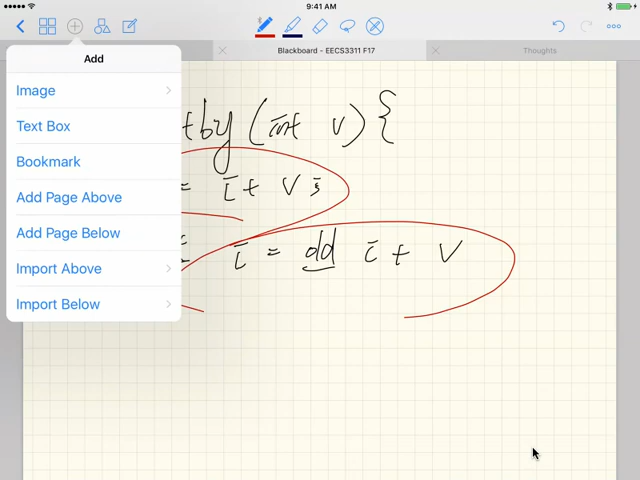 9:41 AM
Blackboard - EECS3311 F17
Thoughts
Add
Image
Text Box
Bookmark
Add Page Above
Add Page Below
Import Above
Import Below
tby (int v) {
= i + v ;
i = old i + v